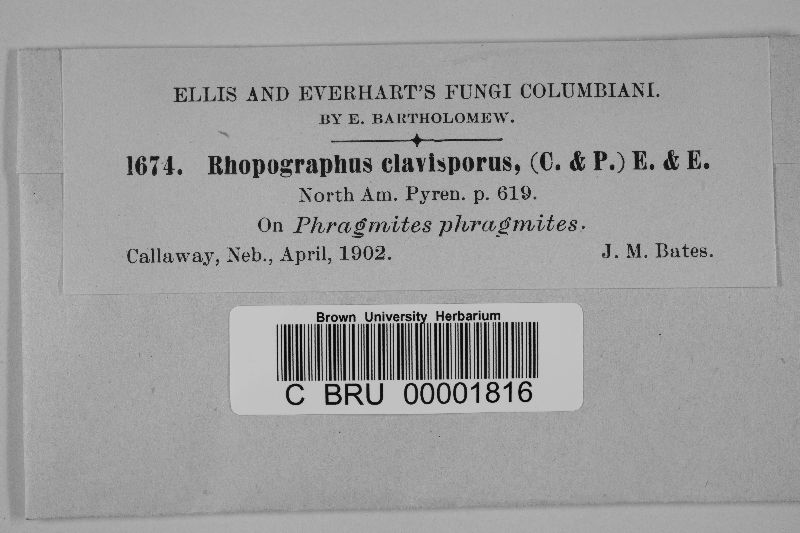 ELLIS AND EVERHART'S FUNGI COLUMBIANI.
BY E. BARTHOLOMEW.
1674. Rhopographus clavisporus, (C. & P.) E. & E.
North Am. Pyren. p. 619.
On Phragmites phragmites.
Callaway, Neb., April, 1902. J. M. Bates.
Brown University Herbarium
C BRU 00001816